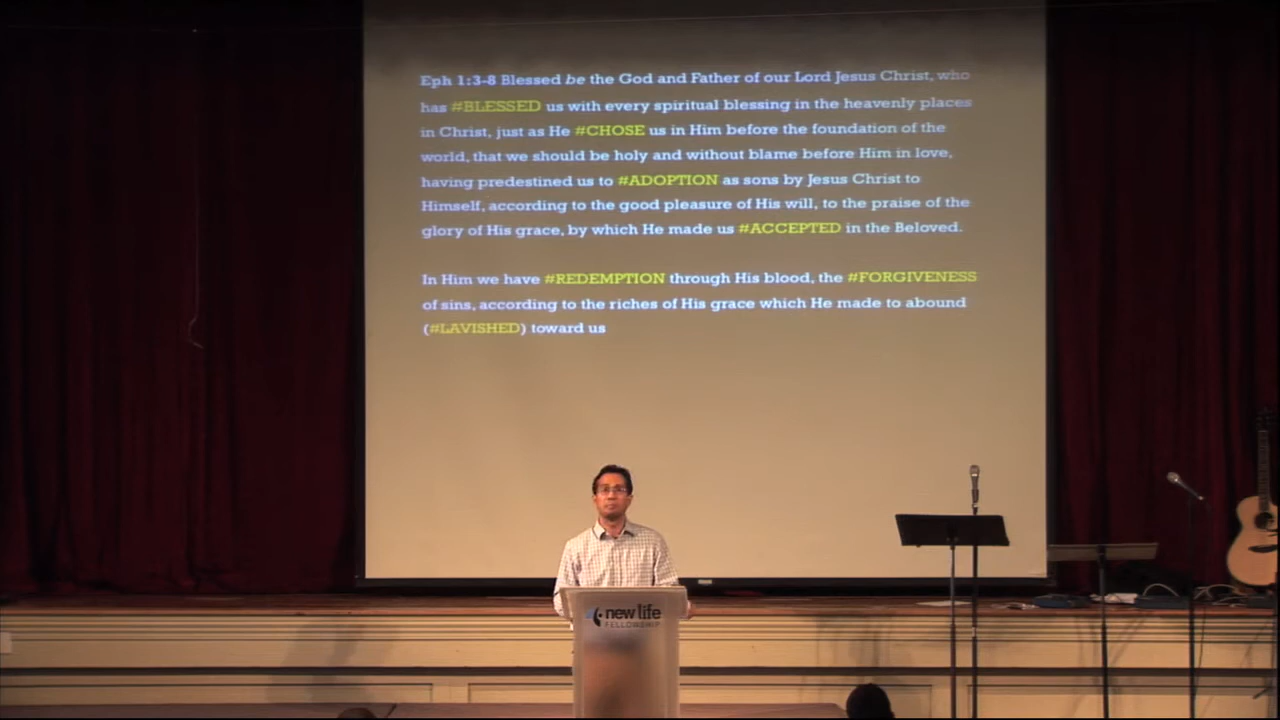 Eph 1:3-8 Blessed be the God and Father of our Lord Jesus Christ, who
has #BLESSED us with every spiritual blessing in the heavenly places
in Christ, just as He #CHOSE us in Him before the foundation of the
world, that we should be holy and without blame before Him in love,
having predestined us to #ADOPTION as sons by Jesus Christ to
Himself, according to the good pleasure of His will, to the praise of the
glory of His grace, by which He made us #ACCEPTED in the Beloved.
In Him we have #REDEMPTION through His blood, the #FORGIVENESS
of sins, according to the riches of His grace which He made to abound
(#LAVISHED) toward us
new life
FELLOWSHIP